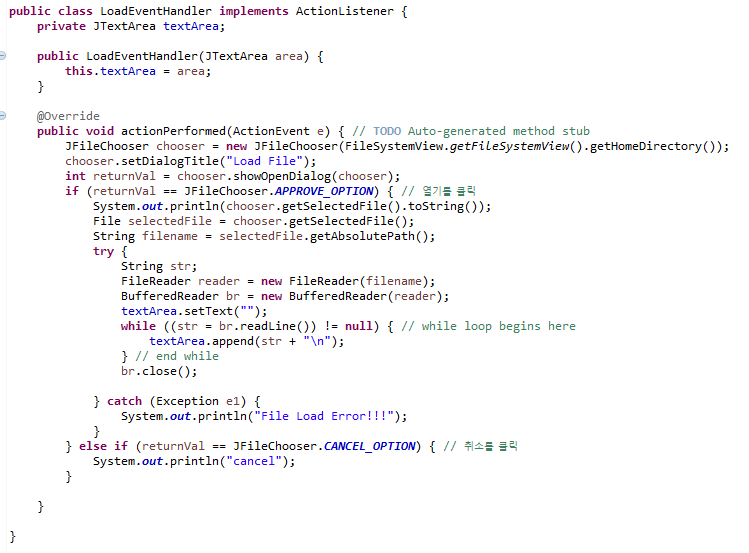 public class LoadEventHandler implements ActionListener {
    private JTextArea textArea;

    public LoadEventHandler(JTextArea area) {
        this.textArea = area;
    }

    @Override
    public void actionPerformed(ActionEvent e) { // TODO Auto-generated method stub
        JFileChooser chooser = new JFileChooser(FileSystemView.getFileSystemView().getHomeDirectory());
        chooser.setDialogTitle("Load File");
        int returnVal = chooser.showOpenDialog(chooser);
        if (returnVal == JFileChooser.APPROVE_OPTION) { // 열기를 클릭
            System.out.println(chooser.getSelectedFile().toString());
            File selectedFile = chooser.getSelectedFile();
            String filename = selectedFile.getAbsolutePath();
            try {
                String str;
                FileReader reader = new FileReader(filename);
                BufferedReader br = new BufferedReader(reader);
                textArea.setText("");
                while ((str = br.readLine()) != null) { // while loop begins here
                    textArea.append(str + "\n");
                } // end while
                br.close();

            } catch (Exception e1) {
                System.out.println("File Load Error!!!");
            }
        } else if (returnVal == JFileChooser.CANCEL_OPTION) { // 취소를 클릭
            System.out.println("cancel");
        }

    }

}